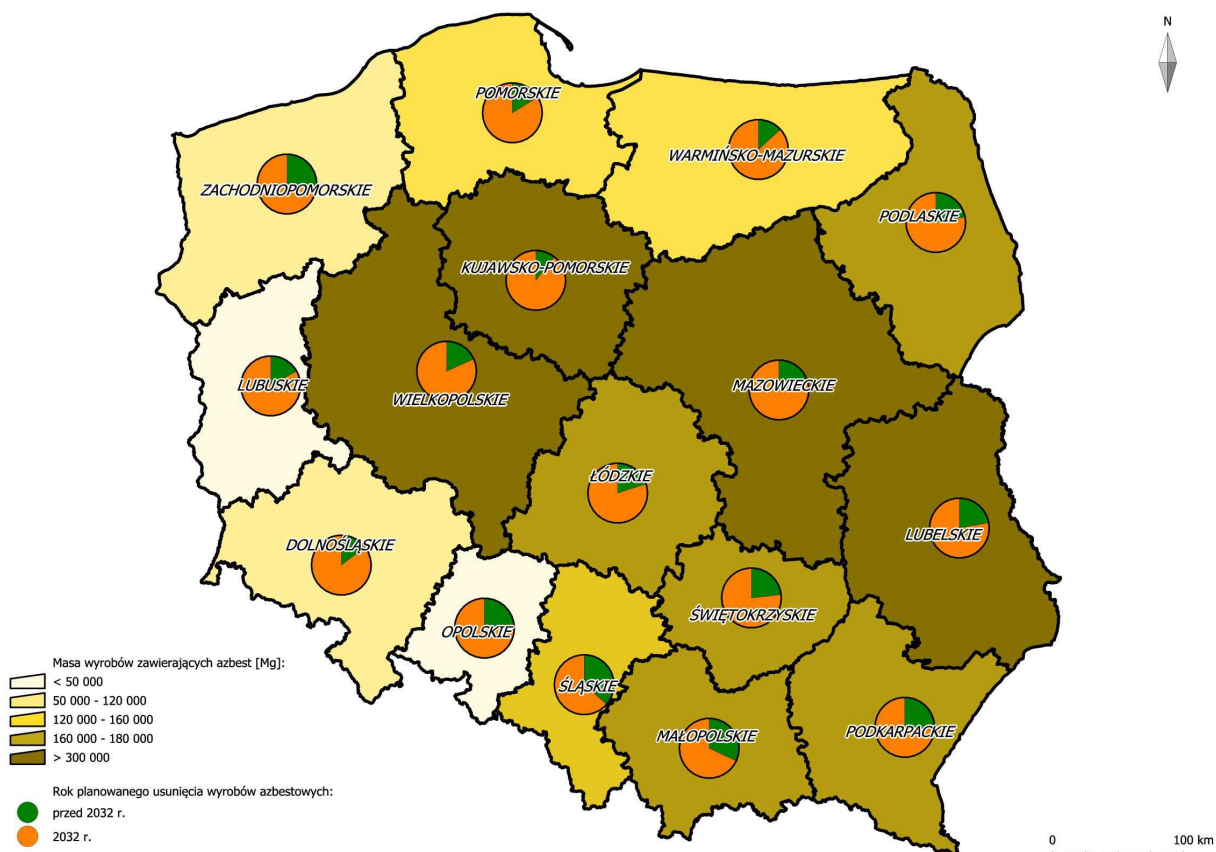 N
POMORSKIE
WARMIŃSKO-MAZURSKIE
ZACHODNIOPOMORSKIE
PODLASKIE
KUJAWSKO-POMORSKIE
LUBUSKIE
WIELKOPOLSKIE
MAZOWIECKIE
ŁÓDZKIE
LUBELSKIE
DOLNOŚLĄSKIE
ŚWIĘTOKRZYSKIE
OPOLSKIE
ŚLĄSKIE
MAŁOPOLSKIE
PODKARPACKIE
Masa wyrobów zawierających azbest [Mg]:
< 50 000
50 000 - 120 000
120 000 - 160 000
160 000 - 180 000
> 300 000
Rok planowanego usunięcia wyrobów azbestowych:
przed 2032 r.
2032 r.
0 100 km